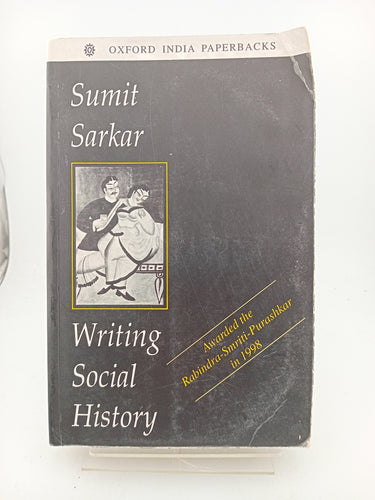 OXFORD INDIA PAPERBACKS
Sumit
Sarkar
Writing
Social
History
Awarded the
Rabindra-Smriti-Purashkar
in 1998